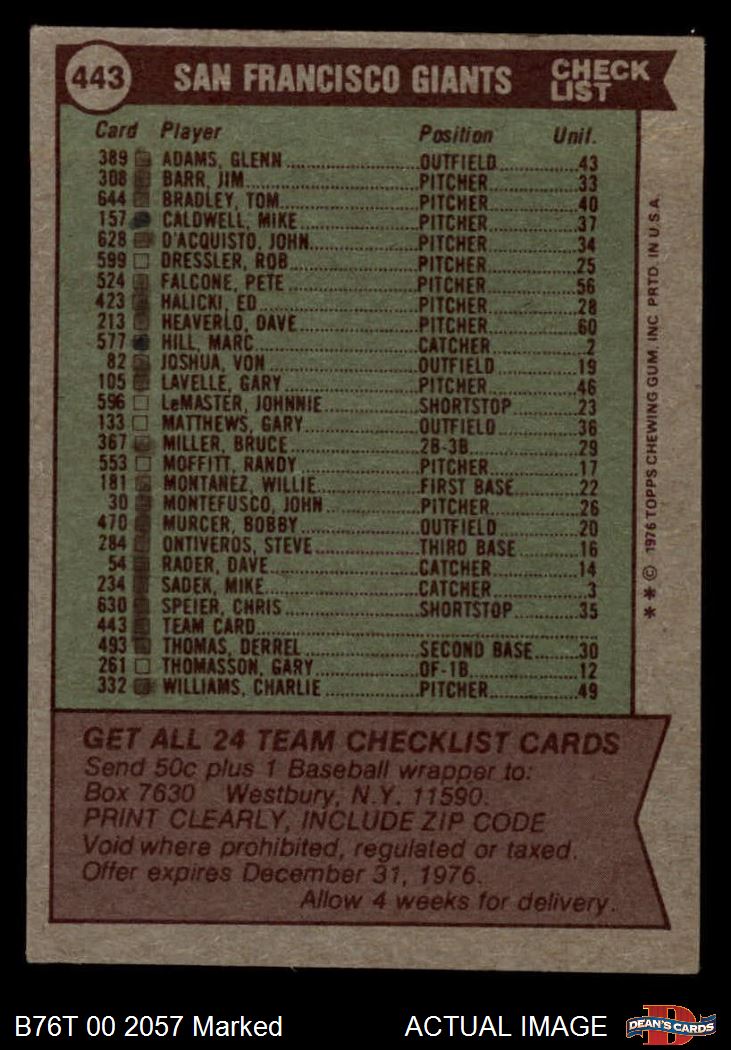 443 SAN FRANCISCO GIANTS CHECK LIST
Card Player Position Unif.
389 ADAMS, GLENN OUTFIELD 43
308 BARR, JIM PITCHER 33
644 BRADLEY, TOM PITCHER 40
157 CALDWELL, MIKE PITCHER 37
628 D'ACQUISTO, JOHN PITCHER 34
599 DRESSLER, ROB PITCHER 25
524 FALCONE, PETE PITCHER 56
423 HALICKI, ED PITCHER 28
213 HEAVERLO, DAVE PITCHER 60
577 HILL, MARC CATCHER 2
82 JOSHUA, VON OUTFIELD 19
105 LAVELLE, GARY PITCHER 46
596 LeMASTER, JOHNNIE SHORTSTOP 23
133 MATTHEWS, GARY OUTFIELD 36
367 MILLER, BRUCE 2B-3B 29
553 MOFFITT, RANDY PITCHER 17
181 MONTANEZ, WILLIE FIRST BASE 22
30 MONTEFUSCO, JOHN PITCHER 26
470 MURCER, BOBBY OUTFIELD 20
284 ONTIVEROS, STEVE THIRD BASE 16
54 RADER, DAVE CATCHER 14
234 SADEK, MIKE CATCHER 3
630 SPEIER, CHRIS SHORTSTOP 35
443 TEAM CARD
493 THOMAS, DERREL SECOND BASE 30
261 THOMASSON, GARY OF-1B 12
332 WILLIAMS, CHARLIE PITCHER 49
* * © 1976 TOPPS CHEWING GUM, INC. PRTD. IN U.S.A.
GET ALL 24 TEAM CHECKLIST CARDS
Send 50c plus 1 Baseball wrapper to:
Box 7630 Westbury, N.Y. 11590.
PRINT CLEARLY, INCLUDE ZIP CODE
Void where prohibited, regulated or taxed.
Offer expires December 31, 1976.
Allow 4 weeks for delivery.
B76T 00 2057 Marked ACTUAL IMAGE D DEAN'S CARDS